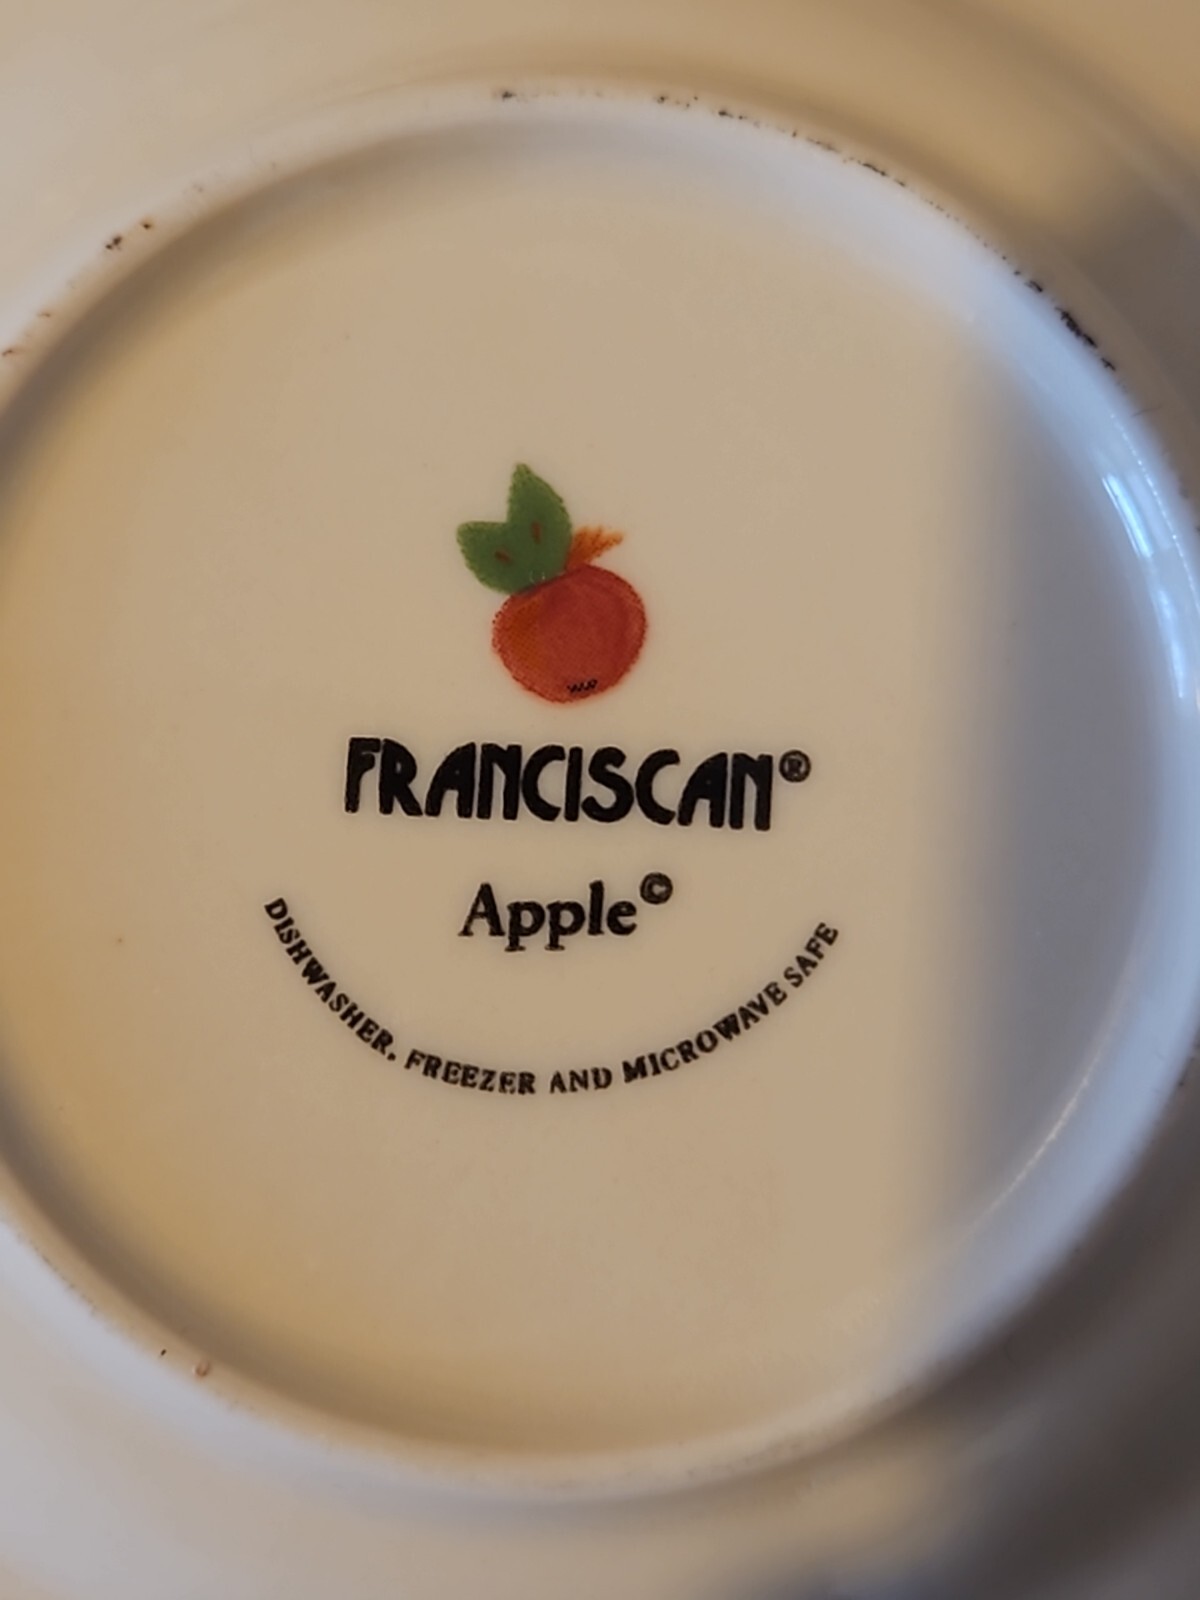 FRANCISCAN®
Apple©
DISHWASHER, FREEZER AND MICROWAVE SAFE